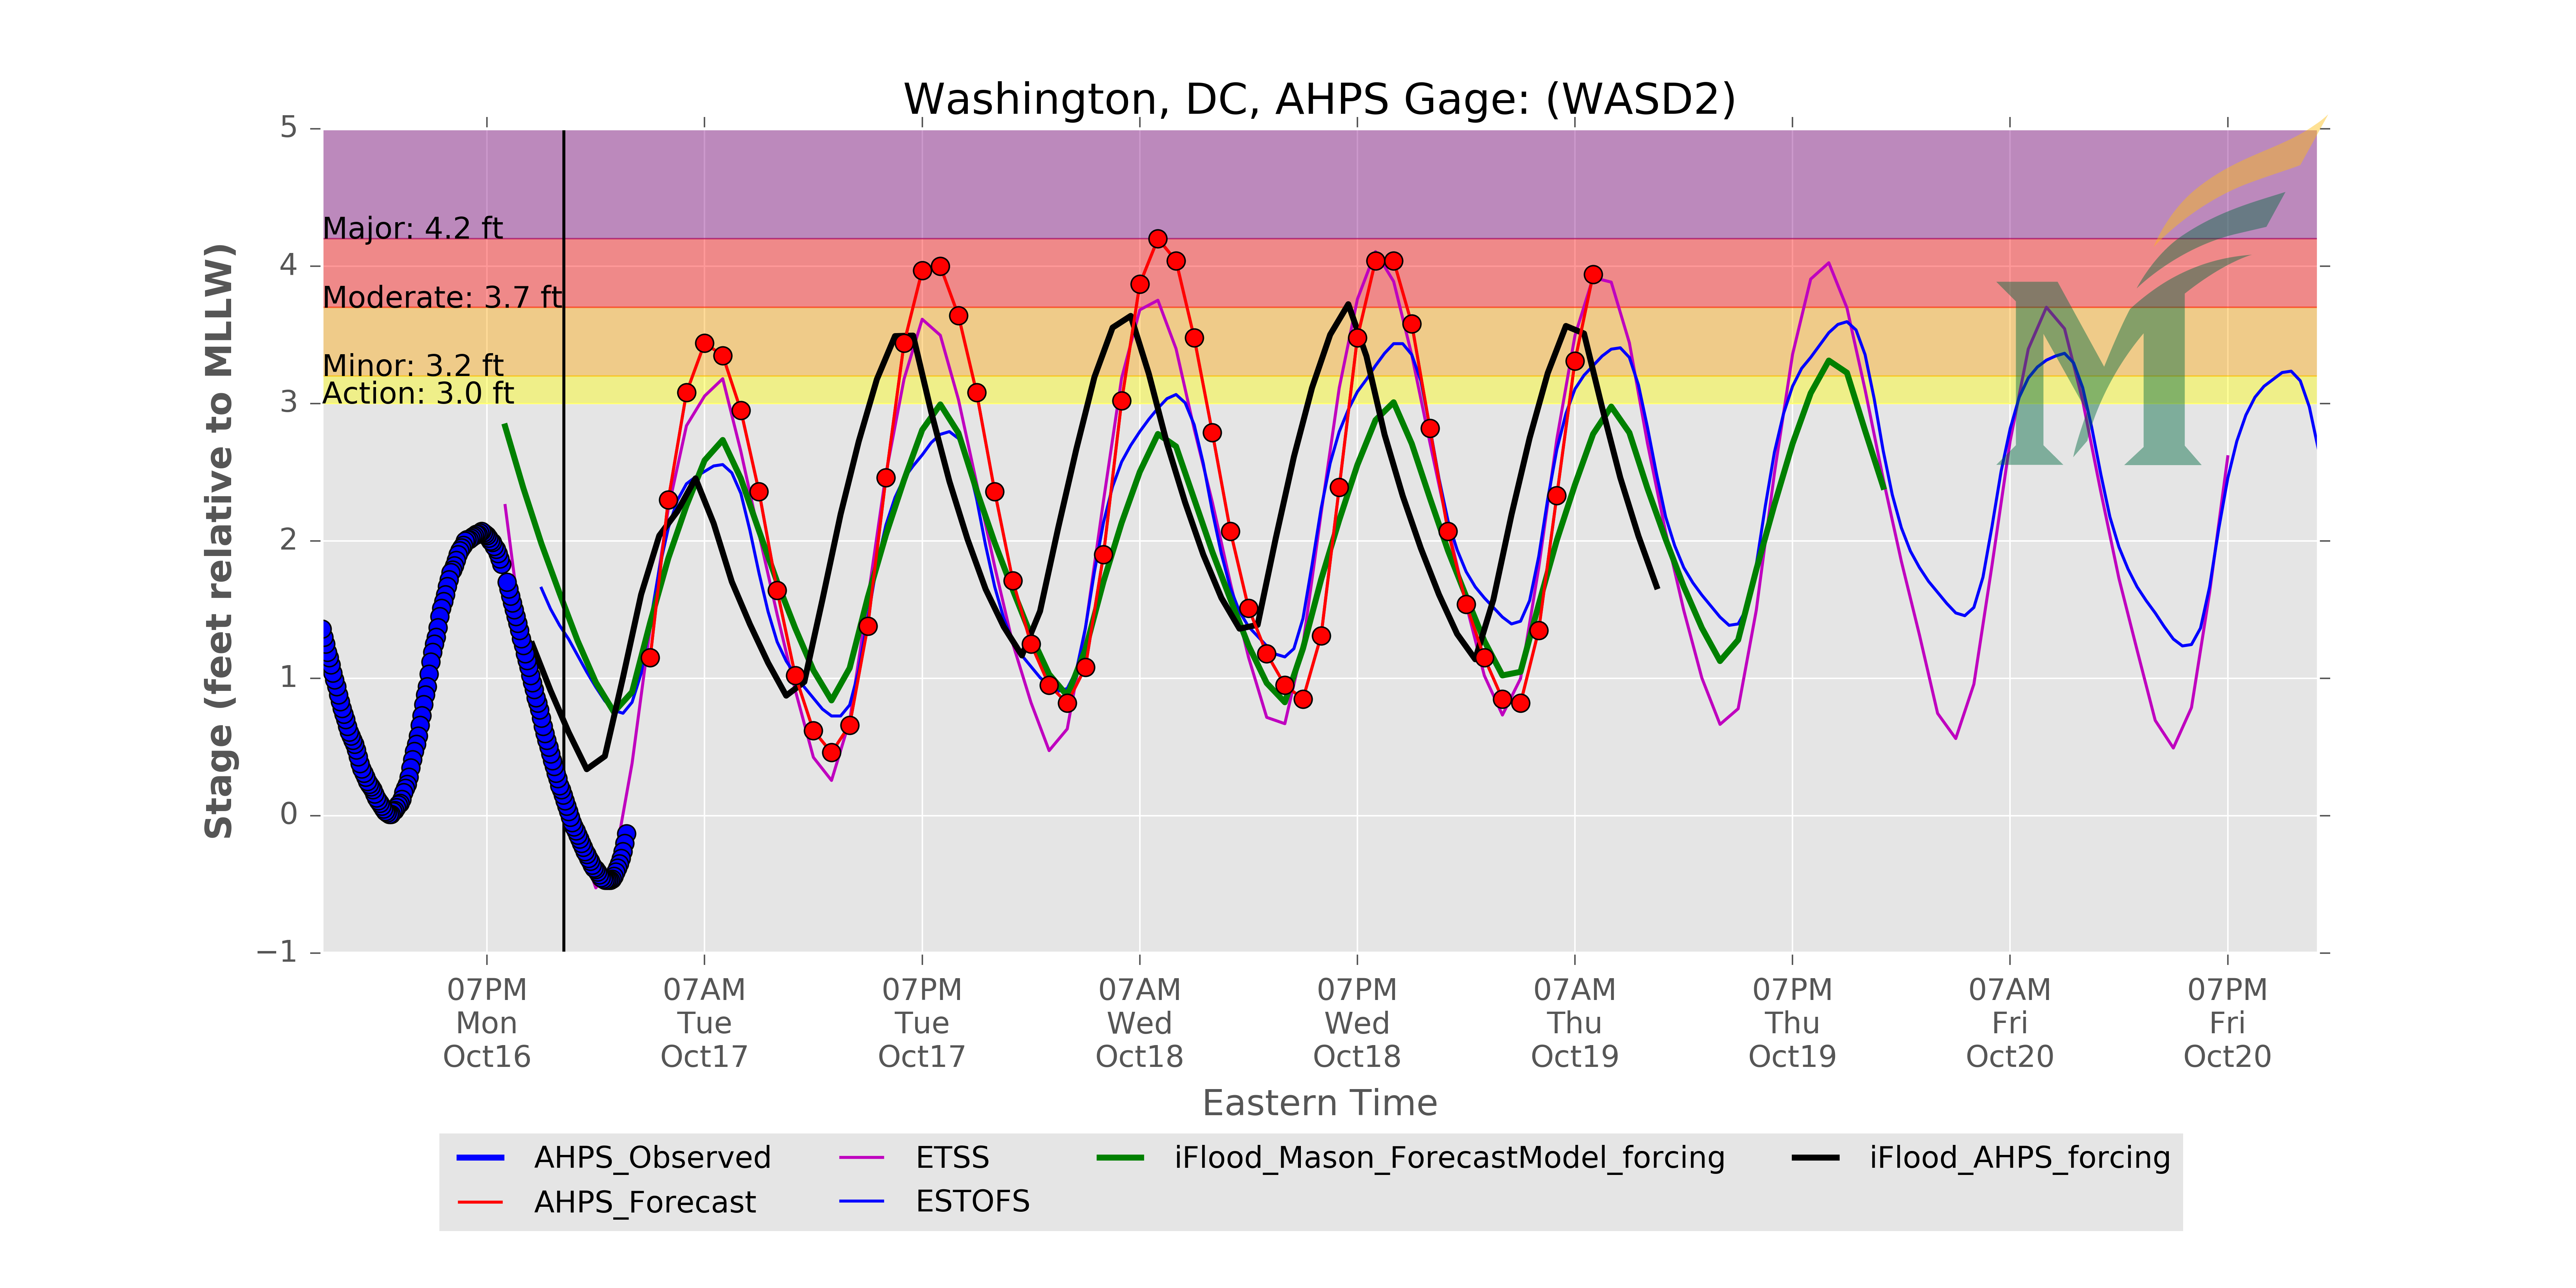 Washington, DC, AHPS Gage: (WASD2)
5
4
3
2
1
0
−1
Stage (feet relative to MLLW)
Major: 4.2 ft
Moderate: 3.7 ft
Minor: 3.2 ft
Action: 3.0 ft
M
07PM 07AM 07PM 07AM 07PM 07AM 07PM 07AM 07PM
Mon Tue Tue Wed Wed Thu Thu Fri Fri
Oct16 Oct17 Oct17 Oct18 Oct18 Oct19 Oct19 Oct20 Oct20
Eastern Time
AHPS_Observed ETSS iFlood_Mason_ForecastModel_forcing iFlood_AHPS_forcing
AHPS_Forecast ESTOFS